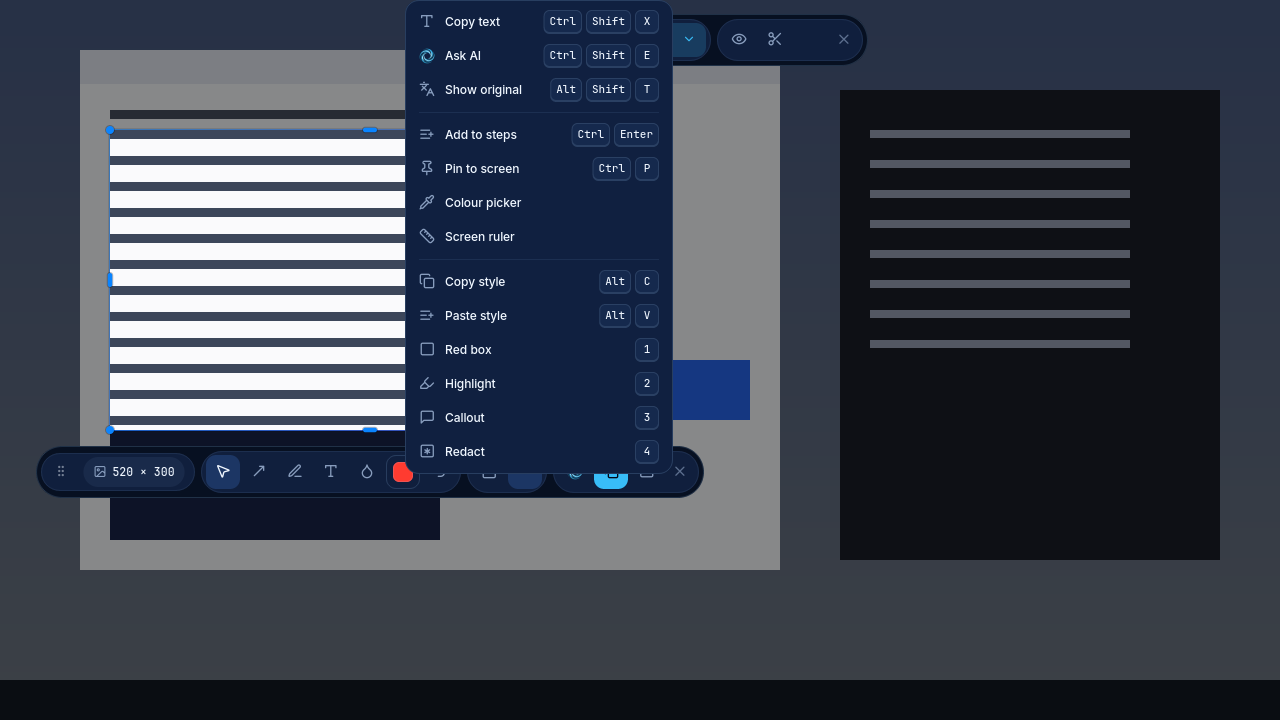 Copy text Ctrl Shift X
Ask AI Ctrl Shift E
Show original Alt Shift T
Add to steps Ctrl Enter
Pin to screen Ctrl P
Colour picker
Screen ruler
Copy style Alt C
Paste style Alt V
Red box 1
Highlight 2
Callout 3
Redact 4
520 × 300